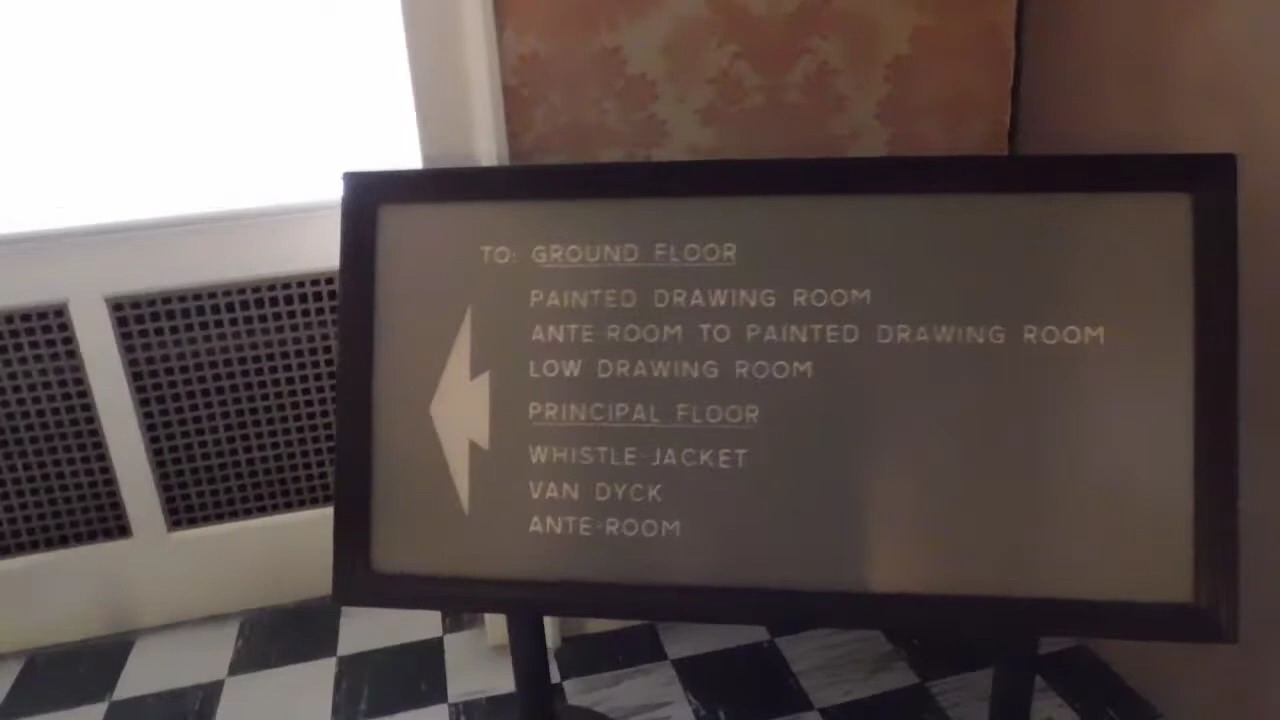 TO: GROUND FLOOR
PAINTED DRAWING ROOM
ANTE ROOM TO PAINTED DRAWING ROOM
LOW DRAWING ROOM
PRINCIPAL FLOOR
WHISTLE-JACKET
VAN DYCK
ANTE-ROOM